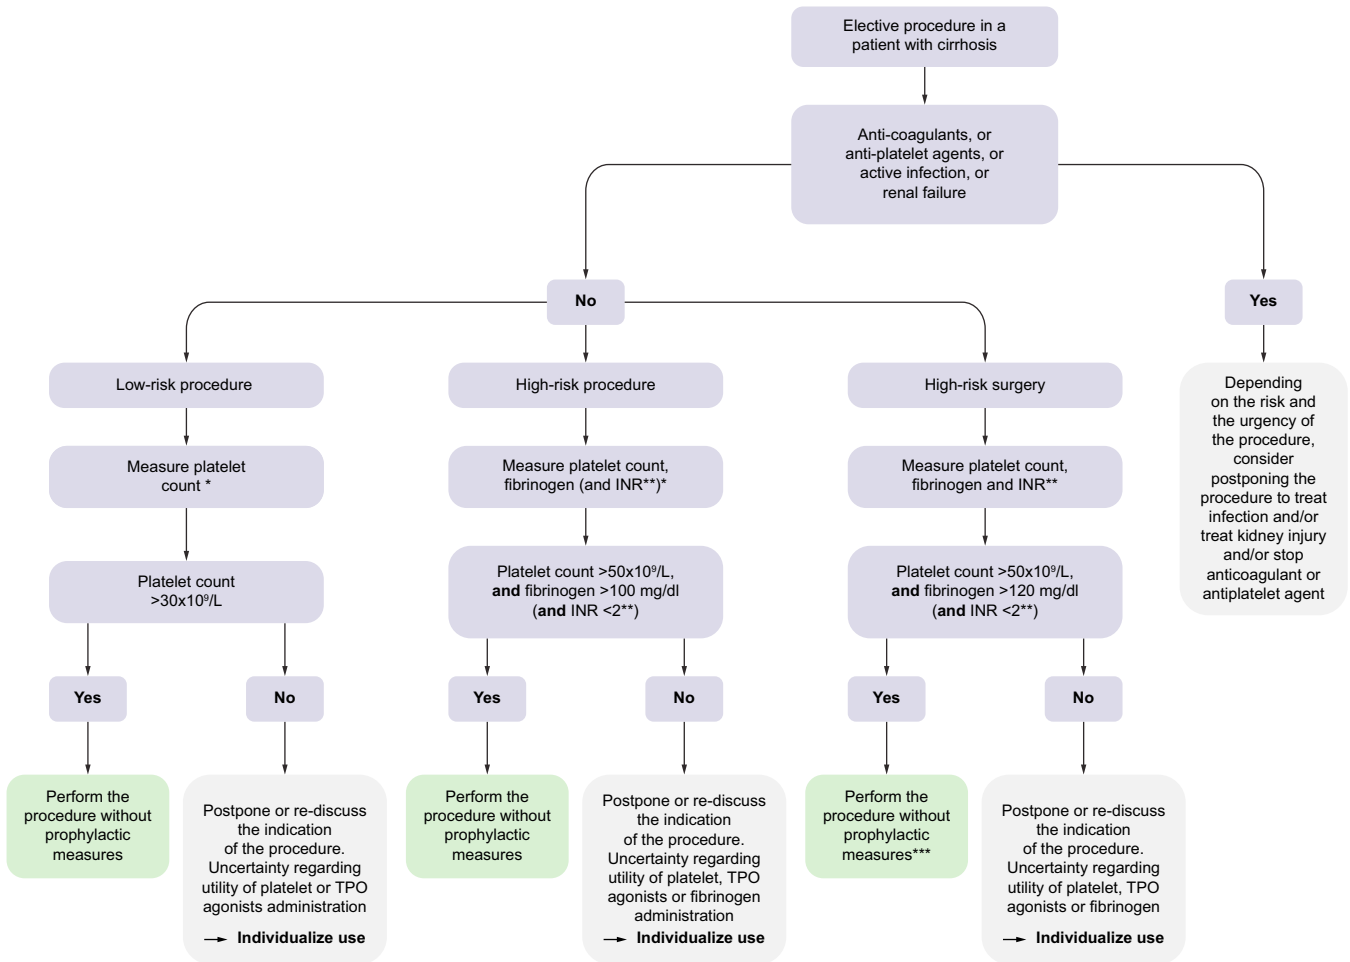 Elective procedure in a
patient with cirrhosis
Anti-coagulants, or
anti-platelet agents, or
active infection, or
renal failure
No
Yes
Low-risk procedure
High-risk procedure
High-risk surgery
Depending
on the risk and
the urgency of
the procedure,
consider
postponing the
procedure to treat
infection and/or
treat kidney injury
and/or stop
anticoagulant or
antiplatelet agent
Measure platelet
count *
Measure platelet count,
fibrinogen (and INR**)*
Measure platelet count,
fibrinogen and INR**
Platelet count
>30x10⁹/L
Platelet count >50x10⁹/L,
and fibrinogen >100 mg/dl
(and INR <2**)
Platelet count >50x10⁹/L,
and fibrinogen >120 mg/dl
(and INR <2**)
Yes
No
Yes
No
Yes
No
Perform the
procedure without
prophylactic
measures
Postpone or re-discuss
the indication
of the procedure.
Uncertainty regarding
utility of platelet or TPO
agonists administration
→ Individualize use
Perform the
procedure without
prophylactic
measures
Postpone or re-discuss
the indication
of the procedure.
Uncertainty regarding
utility of platelet, TPO
agonists or fibrinogen
administration
→ Individualize use
Perform the
procedure without
prophylactic
measures***
Postpone or re-discuss
the indication
of the procedure.
Uncertainty regarding
utility of platelet, TPO
agonists or fibrinogen
→ Individualize use